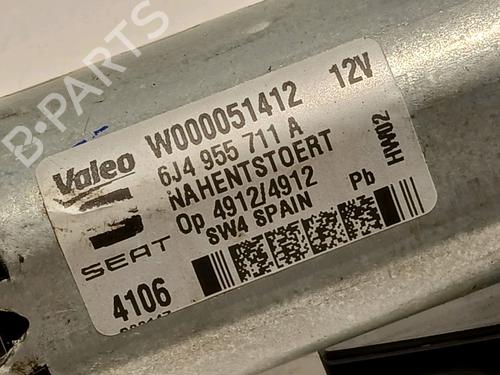 B-PARTS
Valeo
W000051412 12V
6J4 955 711 A
NAHENTSTOERT
Op 4912/4912
SW4 SPAIN
Pb
HW02
SEAT
4106